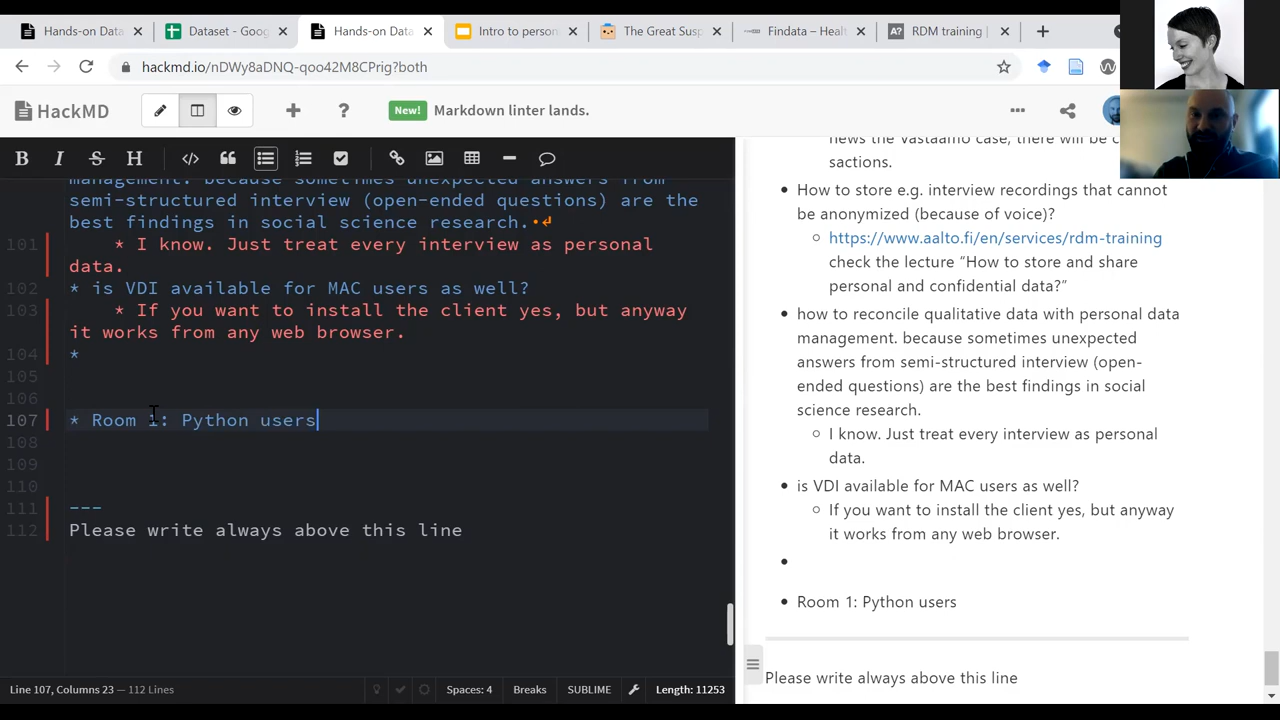 Hands-on Data
Dataset - Goog
Hands-on Data
Intro to person
The Great Susp
Findata – Healt
RDM training |
hackmd.io/nDWy8aDNQ-qoo42M8CPrig?both
HackMD
New! Markdown linter lands.
management. because sometimes unexpected answers from
semi-structured interview (open-ended questions) are the
best findings in social science research.
101 * I know. Just treat every interview as personal
data.
102 * is VDI available for MAC users as well?
103 * If you want to install the client yes, but anyway
it works from any web browser.
104 *
105
106
107 * Room 1: Python users
108
109
110
111 ---
112 Please write always above this line
Line 107, Columns 23 — 112 Lines
Spaces: 4
Breaks
SUBLIME
Length: 11253
news the Vastaamo case, there will be
sactions.
How to store e.g. interview recordings that cannot
be anonymized (because of voice)?
https://www.aalto.fi/en/services/rdm-training
check the lecture “How to store and share
personal and confidential data?”
how to reconcile qualitative data with personal data
management. because sometimes unexpected
answers from semi-structured interview (open-
ended questions) are the best findings in social
science research.
I know. Just treat every interview as personal
data.
is VDI available for MAC users as well?
If you want to install the client yes, but anyway
it works from any web browser.
Room 1: Python users
Please write always above this line